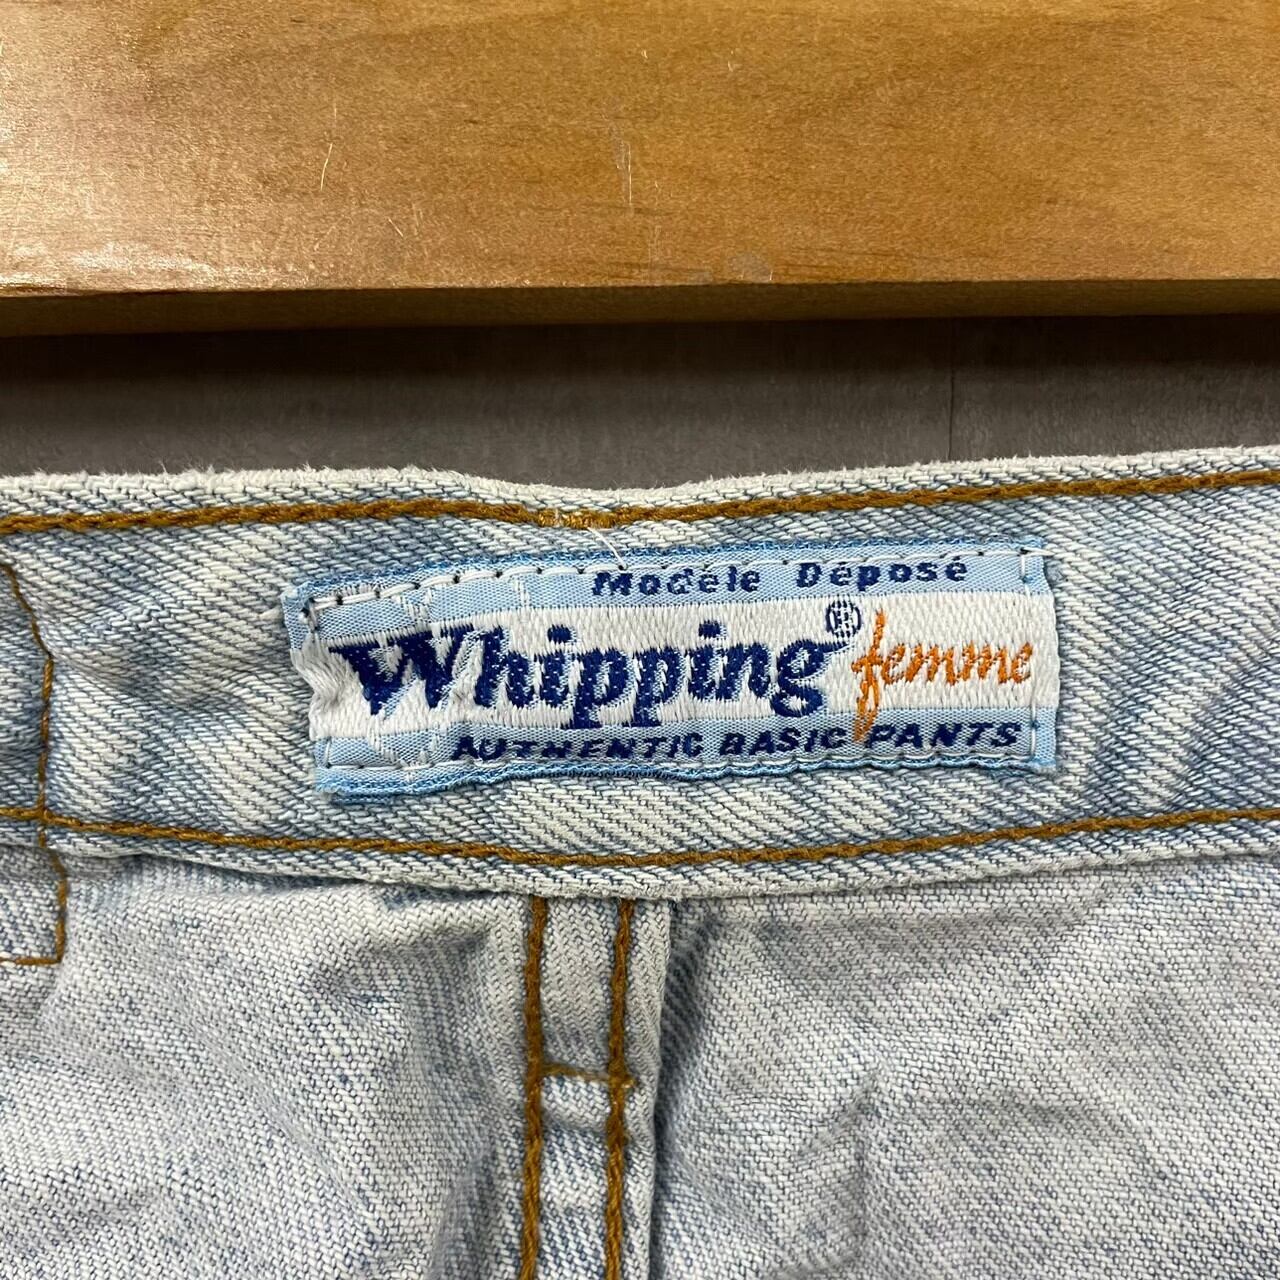 Modèle Déposé
Whipping® femme
AUTHENTIC BASIC PANTS